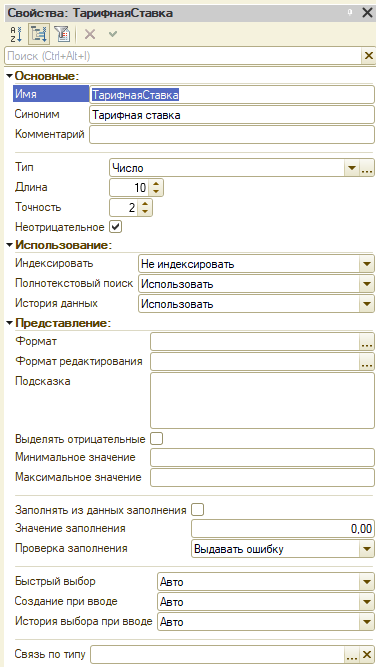 Свойства: ТарифнаяСтавка
Поиск (Ctrl+Alt+I)
Основные:
Имя ТарифнаяСтавка
Синоним Тарифная ставка
Комментарий
Тип Число
Длина 10
Точность 2
Неотрицательное
Использование:
Индексировать Не индексировать
Полнотекстовый поиск Использовать
История данных Использовать
Представление:
Формат
Формат редактирования
Подсказка
Выделять отрицательные
Минимальное значение
Максимальное значение
Заполнять из данных заполнения
Значение заполнения 0,00
Проверка заполнения Выдавать ошибку
Быстрый выбор Авто
Создание при вводе Авто
История выбора при вводе Авто
Связь по типу